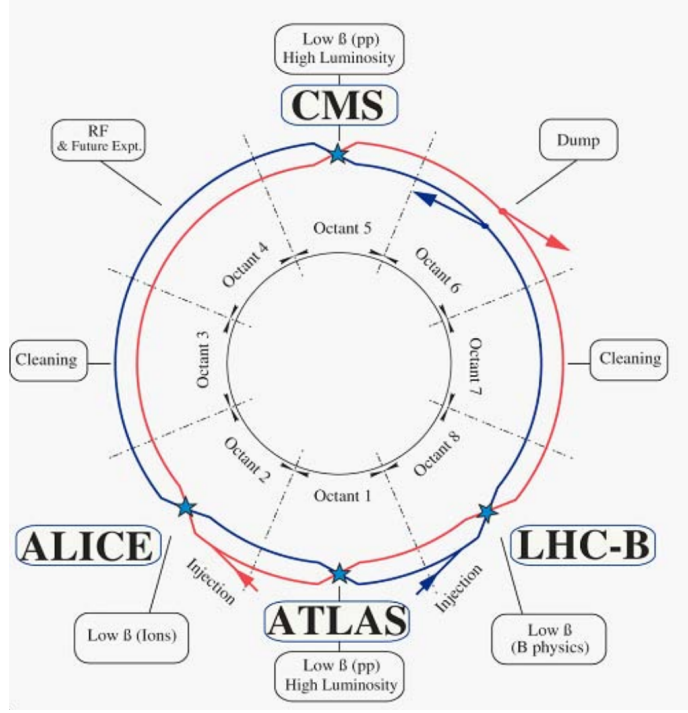 Low ß (pp)
High Luminosity
CMS
RF
& Future Expt.
Dump
Octant 5
Octant 4
Octant 6
Cleaning
Octant 3
Octant 7
Cleaning
Octant 2
Octant 8
Octant 1
ALICE
LHC-B
Injection
Injection
ATLAS
Low ß (Ions)
Low ß
(B physics)
Low ß (pp)
High Luminosity